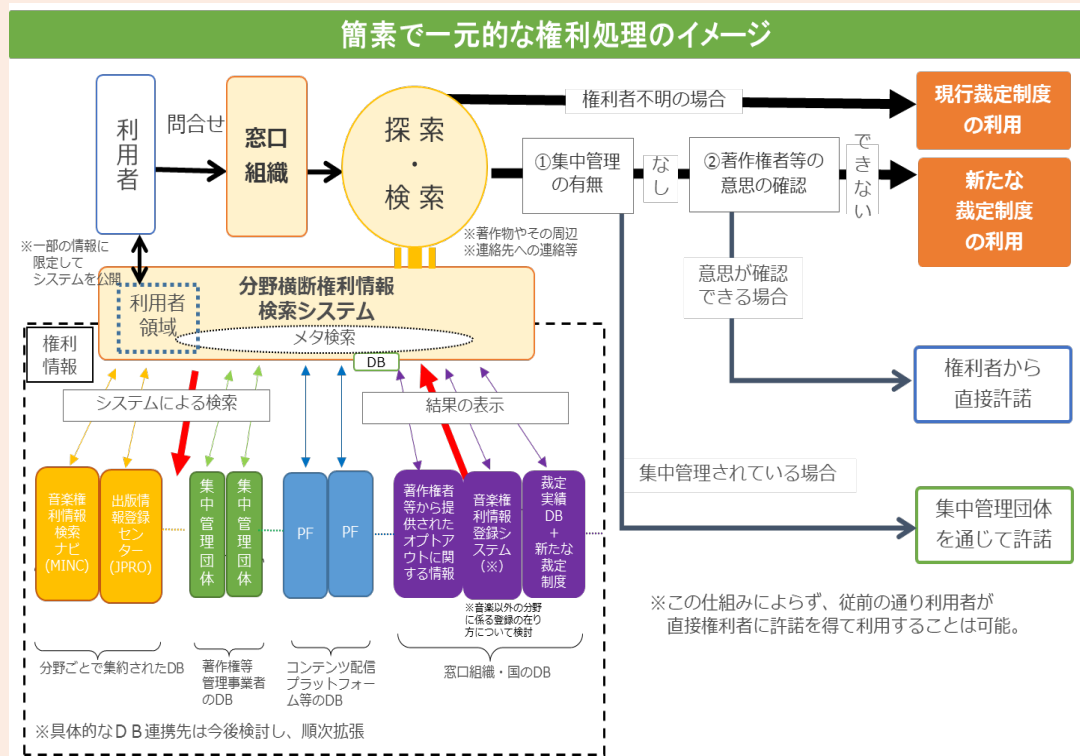 簡素で一元的な権利処理のイメージ
利用者
問合せ
窓口
組織
探索
・
検索
権利者不明の場合
現行裁定制度
の利用
①集中管理
の有無
なし
②著作権者等の
意思の確認
できない
新たな
裁定制度
の利用
※一部の情報に
限定して
システムを公開
※著作物やその周辺
※連絡先への連絡等
分野横断権利情報
検索システム
利用者
領域
メタ検索
DB
権利
情報
意思が確認
できる場合
システムによる検索
結果の表示
権利者から
直接許諾
音楽権
利情報
検索
ナビ
(MINC)
出版情
報登録
セン
ター
(JPRO)
集中管理団体
集中管理団体
PF
PF
著作権者
等から提
供された
オプトア
ウトに関
する情報
音楽権
利情報
登録シ
ステム
(※)
裁定
実績
DB
+
新たな
裁定
制度
集中管理されている場合
集中管理団体
を通じて許諾
※音楽以外の分野
に係る登録の在り
方について検討
※この仕組みによらず、従前の通り利用者が
直接権利者に許諾を得て利用することは可能。
分野ごとで集約されたDB
著作権等
管理事業者
のDB
コンテンツ配信
プラットフォー
ム等のDB
窓口組織・国のDB
※具体的なDB連携先は今後検討し、順次拡張